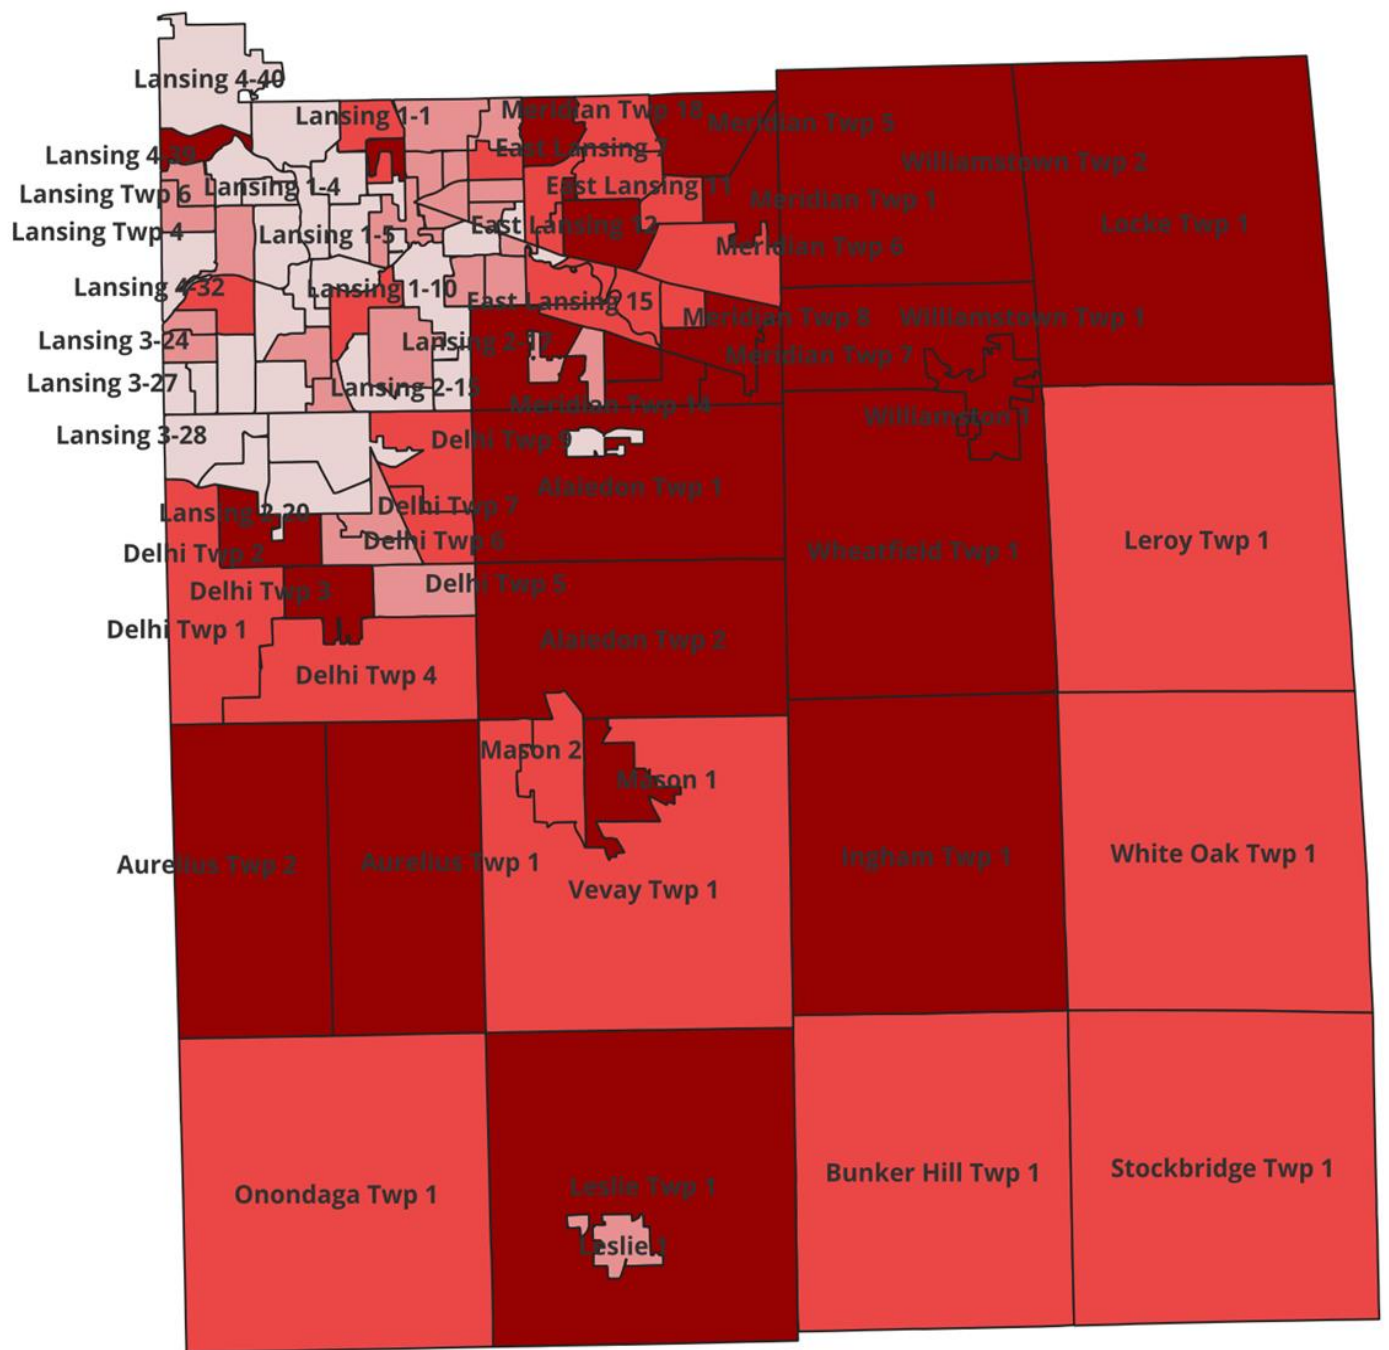 Lansing 4-40
Lansing 1-1
Meridian Twp 18
Meridian Twp 5
Lansing 4-39
East Lansing 7
Williamstown Twp 2
Lansing Twp 6
Lansing 1-4
East Lansing 11
Meridian Twp 1
Lansing Twp 4
Lansing 1-5
East Lansing 12
Locke Twp 1
Meridian Twp 6
Lansing 4-32
Lansing 1-10
East Lansing 15
Meridian Twp 8
Williamstown Twp 1
Lansing 3-24
Lansing 2-17
Meridian Twp 7
Lansing 3-27
Lansing 2-15
Meridian Twp 14
Williamston 1
Lansing 3-28
Delhi Twp 9
Alaiedon Twp 1
Lansing 2-20
Delhi Twp 7
Delhi Twp 6
Leroy Twp 1
Delhi Twp 2
Wheatfield Twp 1
Delhi Twp 3
Delhi Twp 5
Delhi Twp 1
Alaiedon Twp 2
Delhi Twp 4
Mason 2
Mason 1
Aurelius Twp 2
Aurelius Twp 1
Vevay Twp 1
Ingham Twp 1
White Oak Twp 1
Onondaga Twp 1
Leslie Twp 1
Bunker Hill Twp 1
Stockbridge Twp 1
Leslie 1